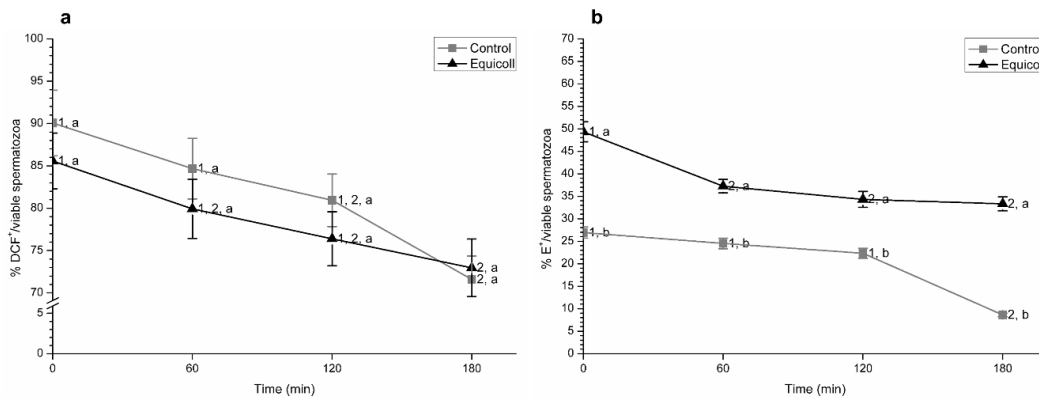 a
Control
Equicoll
100
95
90
85
80
75
70
5
0
% DCF+/viable spermatozoa
1, a
1, a
1, a
1, 2, a
1, 2, a
1, 2, a
2, a
2, a
0 60 120 180
Time (min)
b
Contro
Equico
70
65
60
55
50
45
40
35
30
25
20
15
10
5
0
% E+/viable spermatozoa
1, a
2, a
2, a
2, a
1, b
1, b
1, b
2, b
0 60 120 180
Time (min)